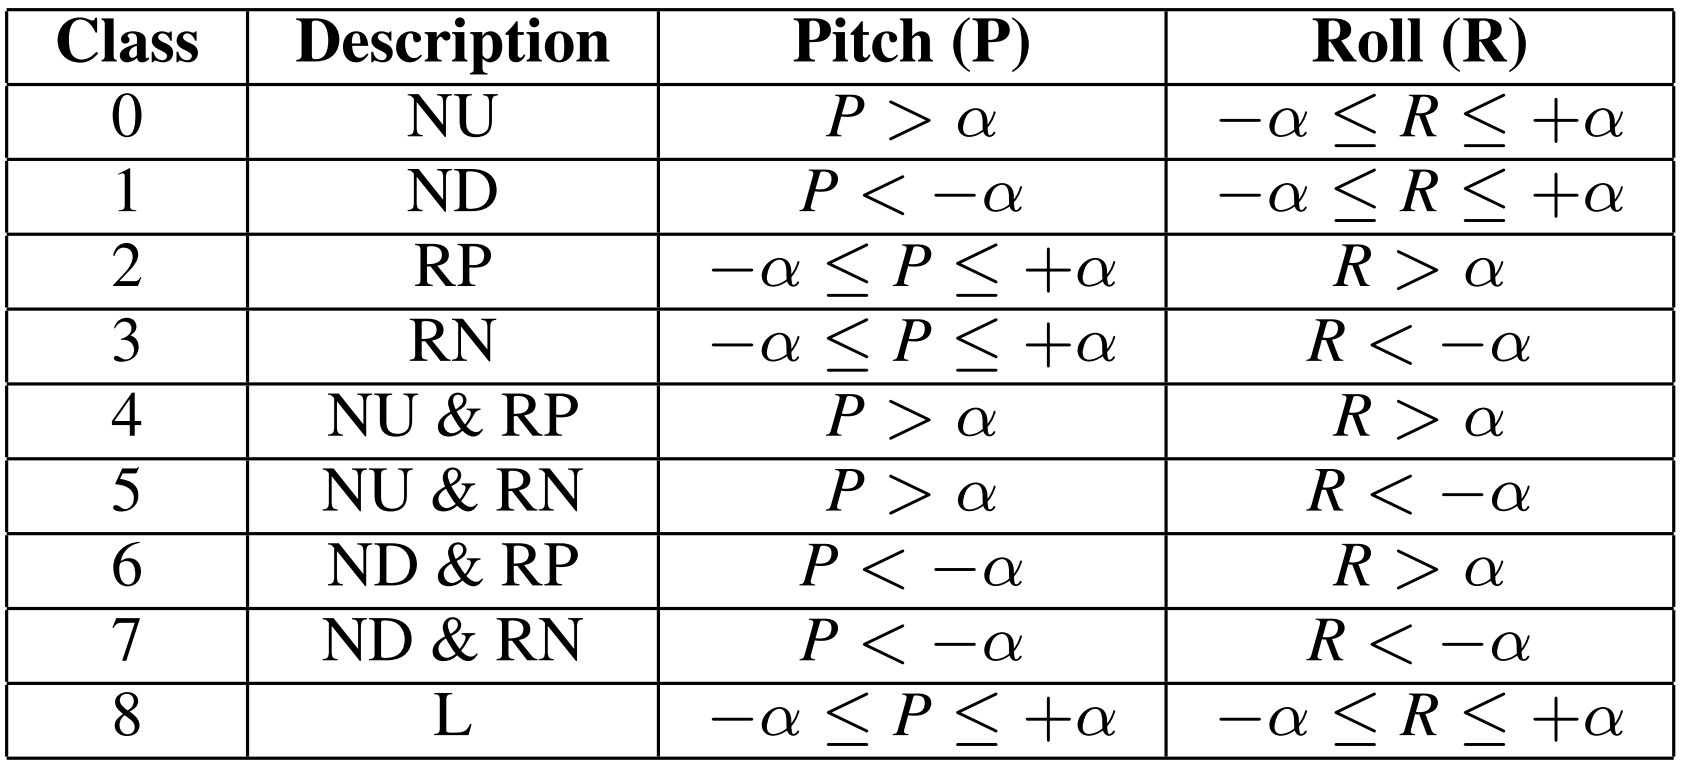 Class Description Pitch (P) Roll (R)
0 NU P > α −α ≤ R ≤ +α
1 ND P < −α −α ≤ R ≤ +α
2 RP −α ≤ P ≤ +α R > α
3 RN −α ≤ P ≤ +α R < −α
4 NU & RP P > α R > α
5 NU & RN P > α R < −α
6 ND & RP P < −α R > α
7 ND & RN P < −α R < −α
8 L −α ≤ P ≤ +α −α ≤ R ≤ +α